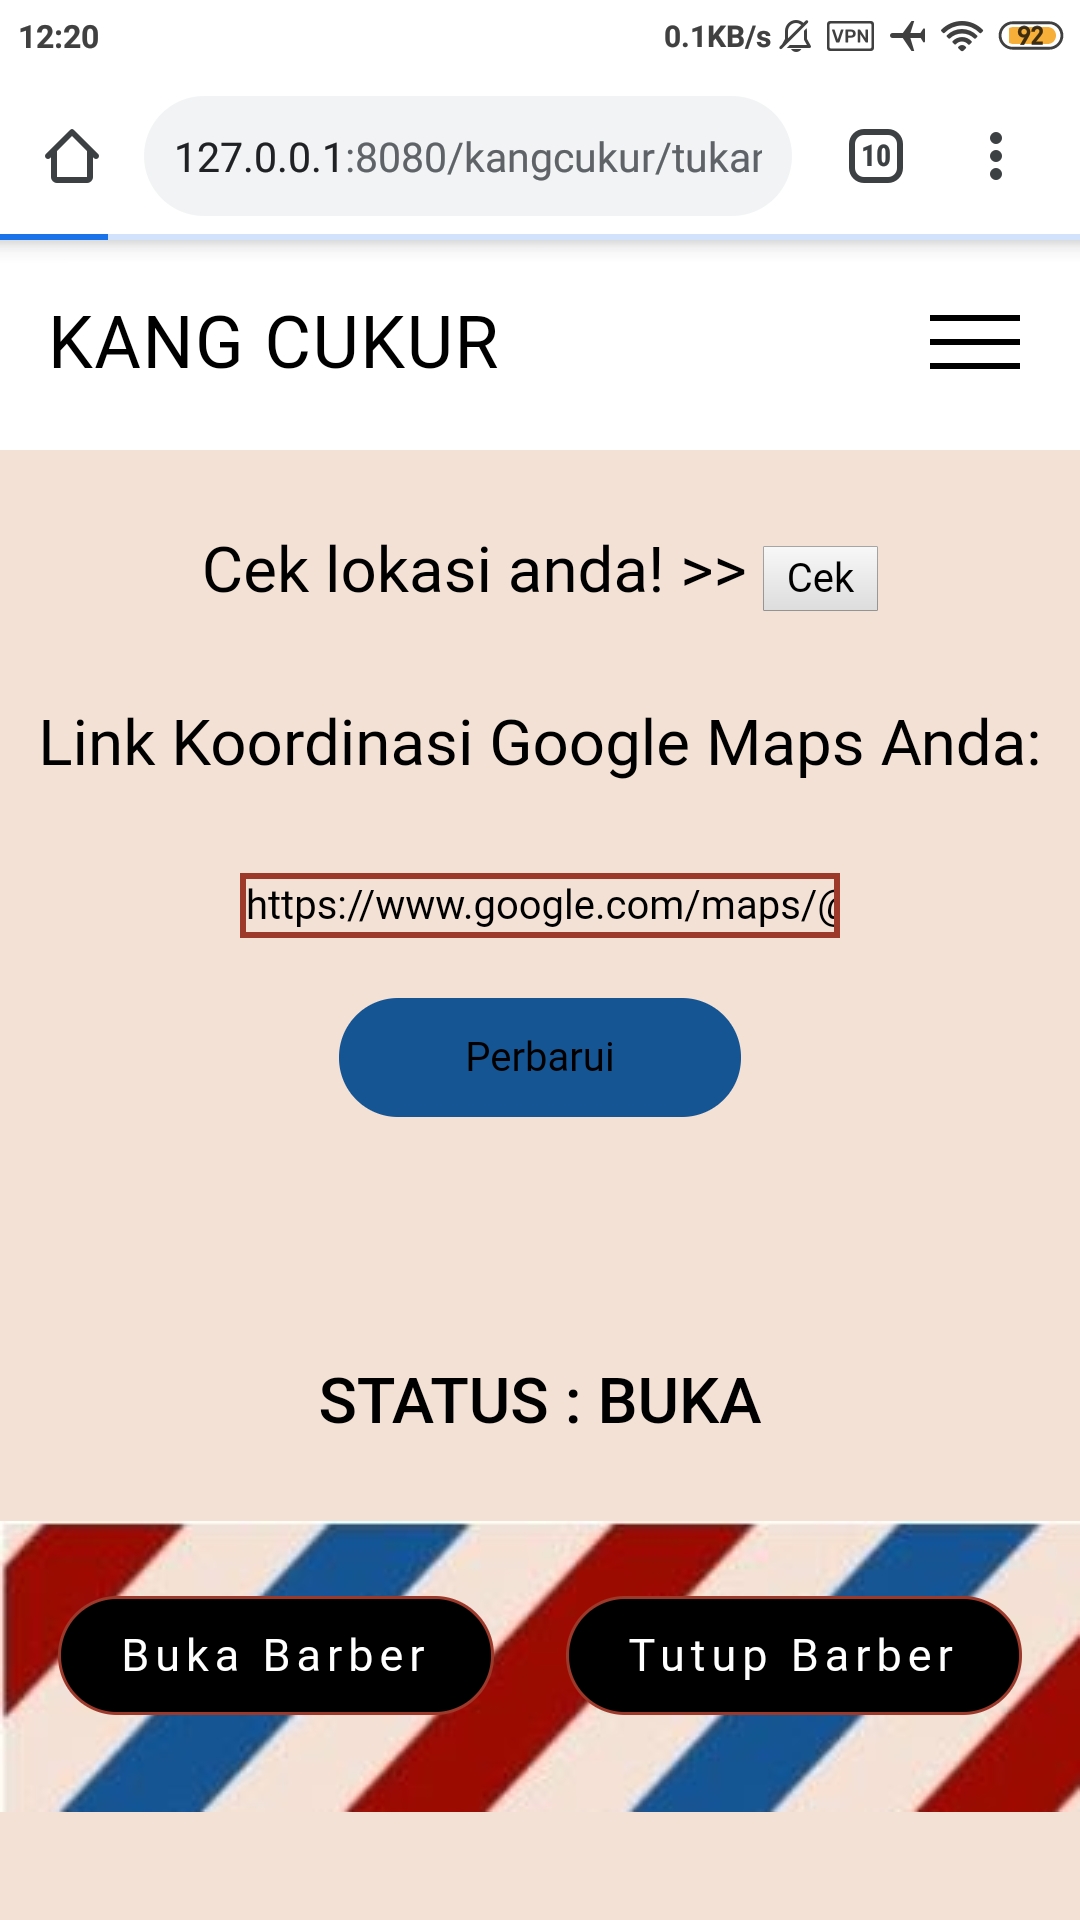 12:20 0.1KB/s VPN 92
127.0.0.1:8080/kangcukur/tukar 10
KANG CUKUR
Cek lokasi anda! >> Cek
Link Koordinasi Google Maps Anda:
https://www.google.com/maps/@
Perbarui
STATUS : BUKA
Buka Barber Tutup Barber